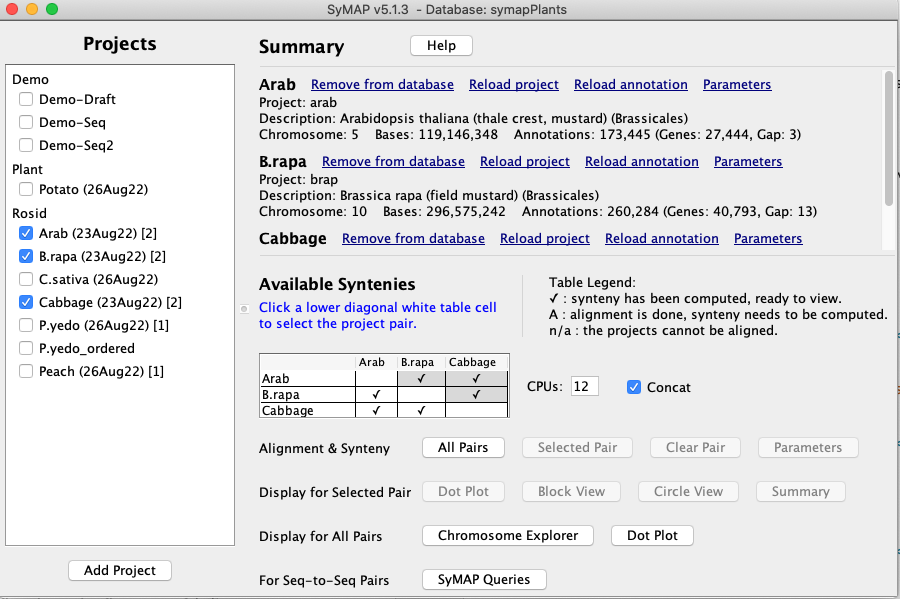 SyMAP v5.1.3 - Database: symapPlants
Projects
Demo
Demo-Draft
Demo-Seq
Demo-Seq2
Plant
Potato (26Aug22)
Rosid
Arab (23Aug22) [2]
B.rapa (23Aug22) [2]
C.sativa (26Aug22)
Cabbage (23Aug22) [2]
P.yedo (26Aug22) [1]
P.yedo_ordered
Peach (26Aug22) [1]
Add Project
Summary Help
Arab Remove from database Reload project Reload annotation Parameters
Project: arab
Description: Arabidopsis thaliana (thale crest, mustard) (Brassicales)
Chromosome: 5 Bases: 119,146,348 Annotations: 173,445 (Genes: 27,444, Gap: 3)
B.rapa Remove from database Reload project Reload annotation Parameters
Project: brap
Description: Brassica rapa (field mustard) (Brassicales)
Chromosome: 10 Bases: 296,575,242 Annotations: 260,284 (Genes: 40,793, Gap: 13)
Cabbage Remove from database Reload project Reload annotation Parameters
Available Syntenies
Click a lower diagonal white table cell
to select the project pair.
Table Legend:
✓ : synteny has been computed, ready to view.
A : alignment is done, synteny needs to be computed.
n/a : the projects cannot be aligned.
Arab B.rapa Cabbage
Arab ✓ ✓
B.rapa ✓ ✓
Cabbage ✓ ✓
CPUs: 12 Concat
Alignment & Synteny All Pairs Selected Pair Clear Pair Parameters
Display for Selected Pair Dot Plot Block View Circle View Summary
Display for All Pairs Chromosome Explorer Dot Plot
For Seq-to-Seq Pairs SyMAP Queries